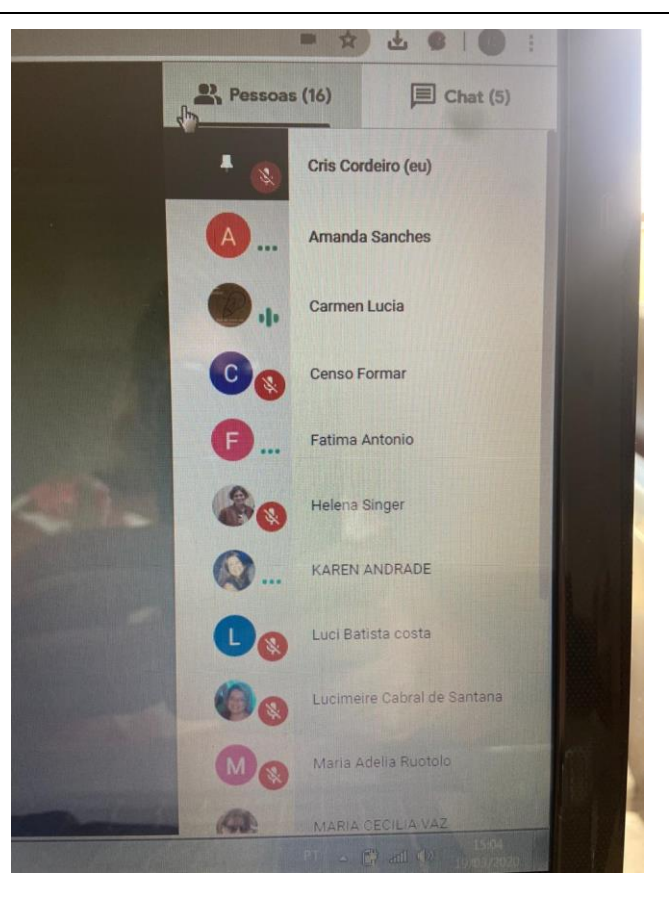 Pessoas (16)
Chat (5)
Cris Cordeiro (eu)
A
Amanda Sanches
Carmen Lucia
C
Censo Formar
F
Fatima Antonio
Helena Singer
KAREN ANDRADE
L
Luci Batista costa
Lucimeire Cabral de Santana
M
Maria Adelia Ruotolo
MARIA CECILIA VAZ
PT
15:04